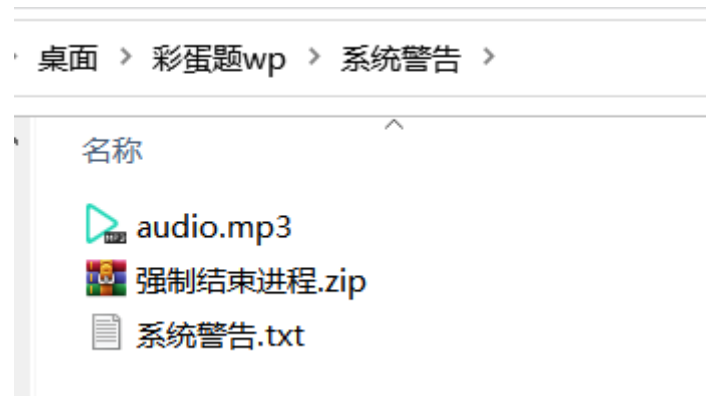 桌面 > 彩蛋题wp > 系统警告 >
名称
audio.mp3
强制结束进程.zip
系统警告.txt